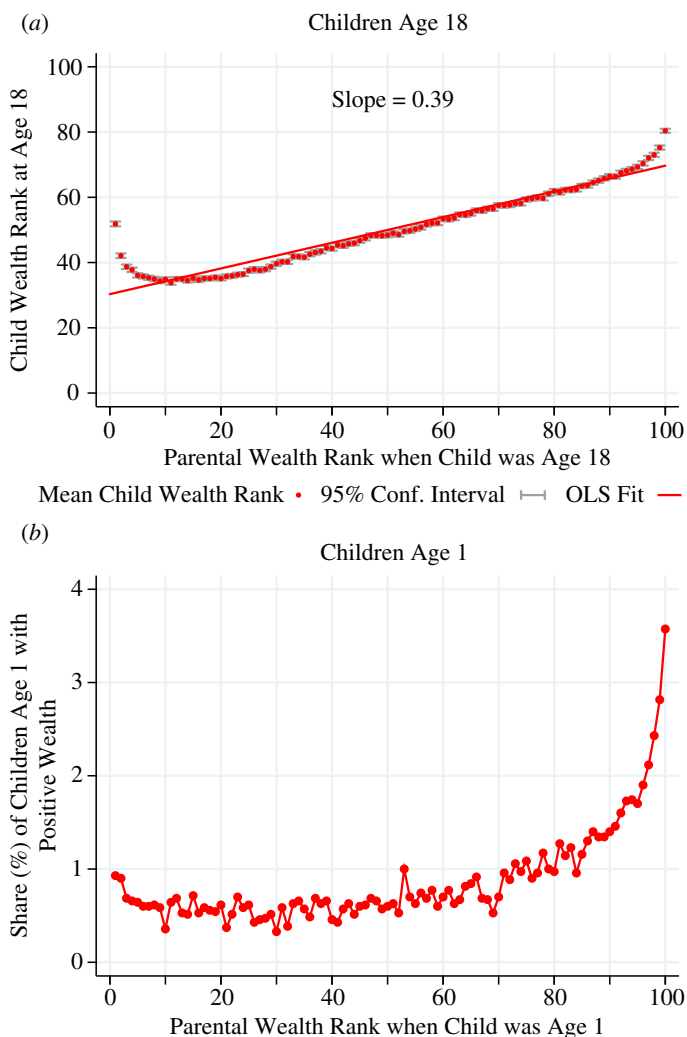 (a)
Children Age 18
100
80
60
40
20
0
Child Wealth Rank at Age 18
Slope = 0.39
0 20 40 60 80 100
Parental Wealth Rank when Child was Age 18
Mean Child Wealth Rank 95% Conf. Interval OLS Fit
(b)
Children Age 1
4
3
2
1
0
Share (%) of Children Age 1 with
Positive Wealth
0 20 40 60 80 100
Parental Wealth Rank when Child was Age 1